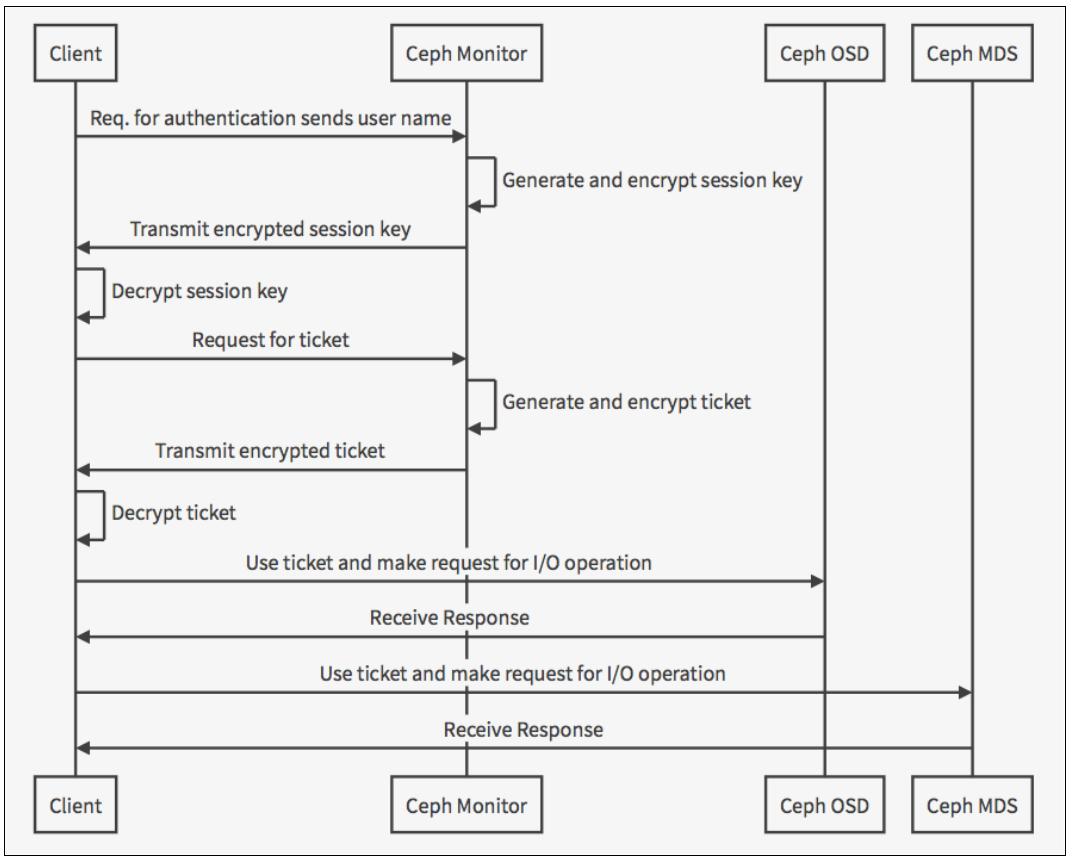 Client
Ceph Monitor
Ceph OSD
Ceph MDS
Req. for authentication sends user name
Generate and encrypt session key
Transmit encrypted session key
Decrypt session key
Request for ticket
Generate and encrypt ticket
Transmit encrypted ticket
Decrypt ticket
Use ticket and make request for I/O operation
Receive Response
Use ticket and make request for I/O operation
Receive Response
Client
Ceph Monitor
Ceph OSD
Ceph MDS